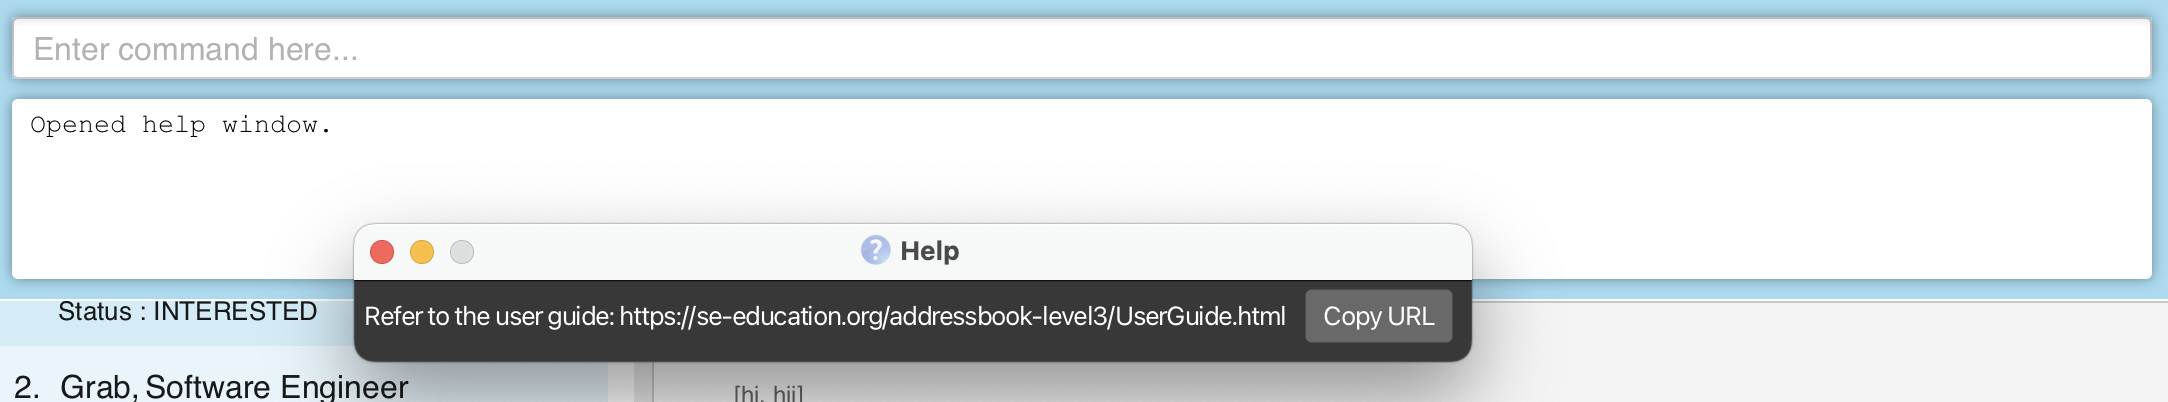 Enter command here...
Opened help window.
Help
Refer to the user guide: https://se-education.org/addressbook-level3/UserGuide.html Copy URL
Status : INTERESTED
2. Grab, Software Engineer
[hi, hii]